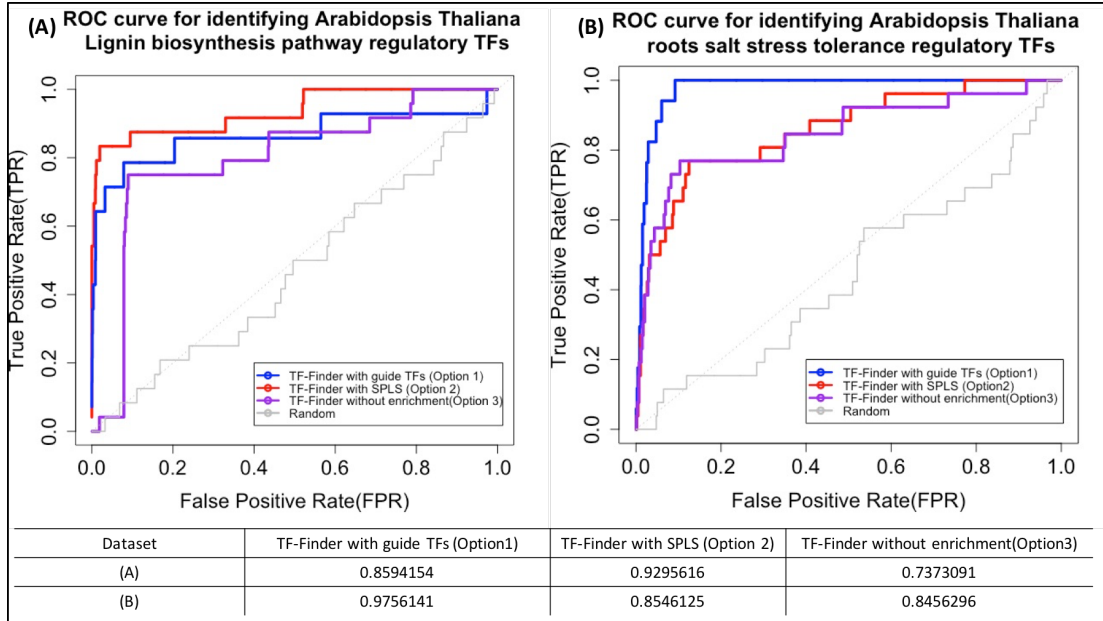 (A) ROC curve for identifying Arabidopsis Thaliana
Lignin biosynthesis pathway regulatory TFs
True Positive Rate(TPR)
1.0
0.8
0.6
0.4
0.2
0.0
TF-Finder with guide TFs (Option 1)
TF-Finder with SPLS (Option 2)
TF-Finder without enrichment(Option 3)
Random
0.0 0.2 0.4 0.6 0.8 1.0
False Positive Rate(FPR)
(B) ROC curve for identifying Arabidopsis Thaliana
roots salt stress tolerance regulatory TFs
True Positive Rate(TPR)
1.0
0.8
0.6
0.4
0.2
0.0
TF-Finder with guide TFs (Option1)
TF-Finder with SPLS (Option2)
TF-Finder without enrichment(Option3)
Random
0.0 0.2 0.4 0.6 0.8 1.0
False Positive Rate(FPR)
Dataset TF-Finder with guide TFs (Option1) TF-Finder with SPLS (Option 2) TF-Finder without enrichment(Option3)
(A) 0.8594154 0.9295616 0.7373091
(B) 0.9756141 0.8546125 0.8456296